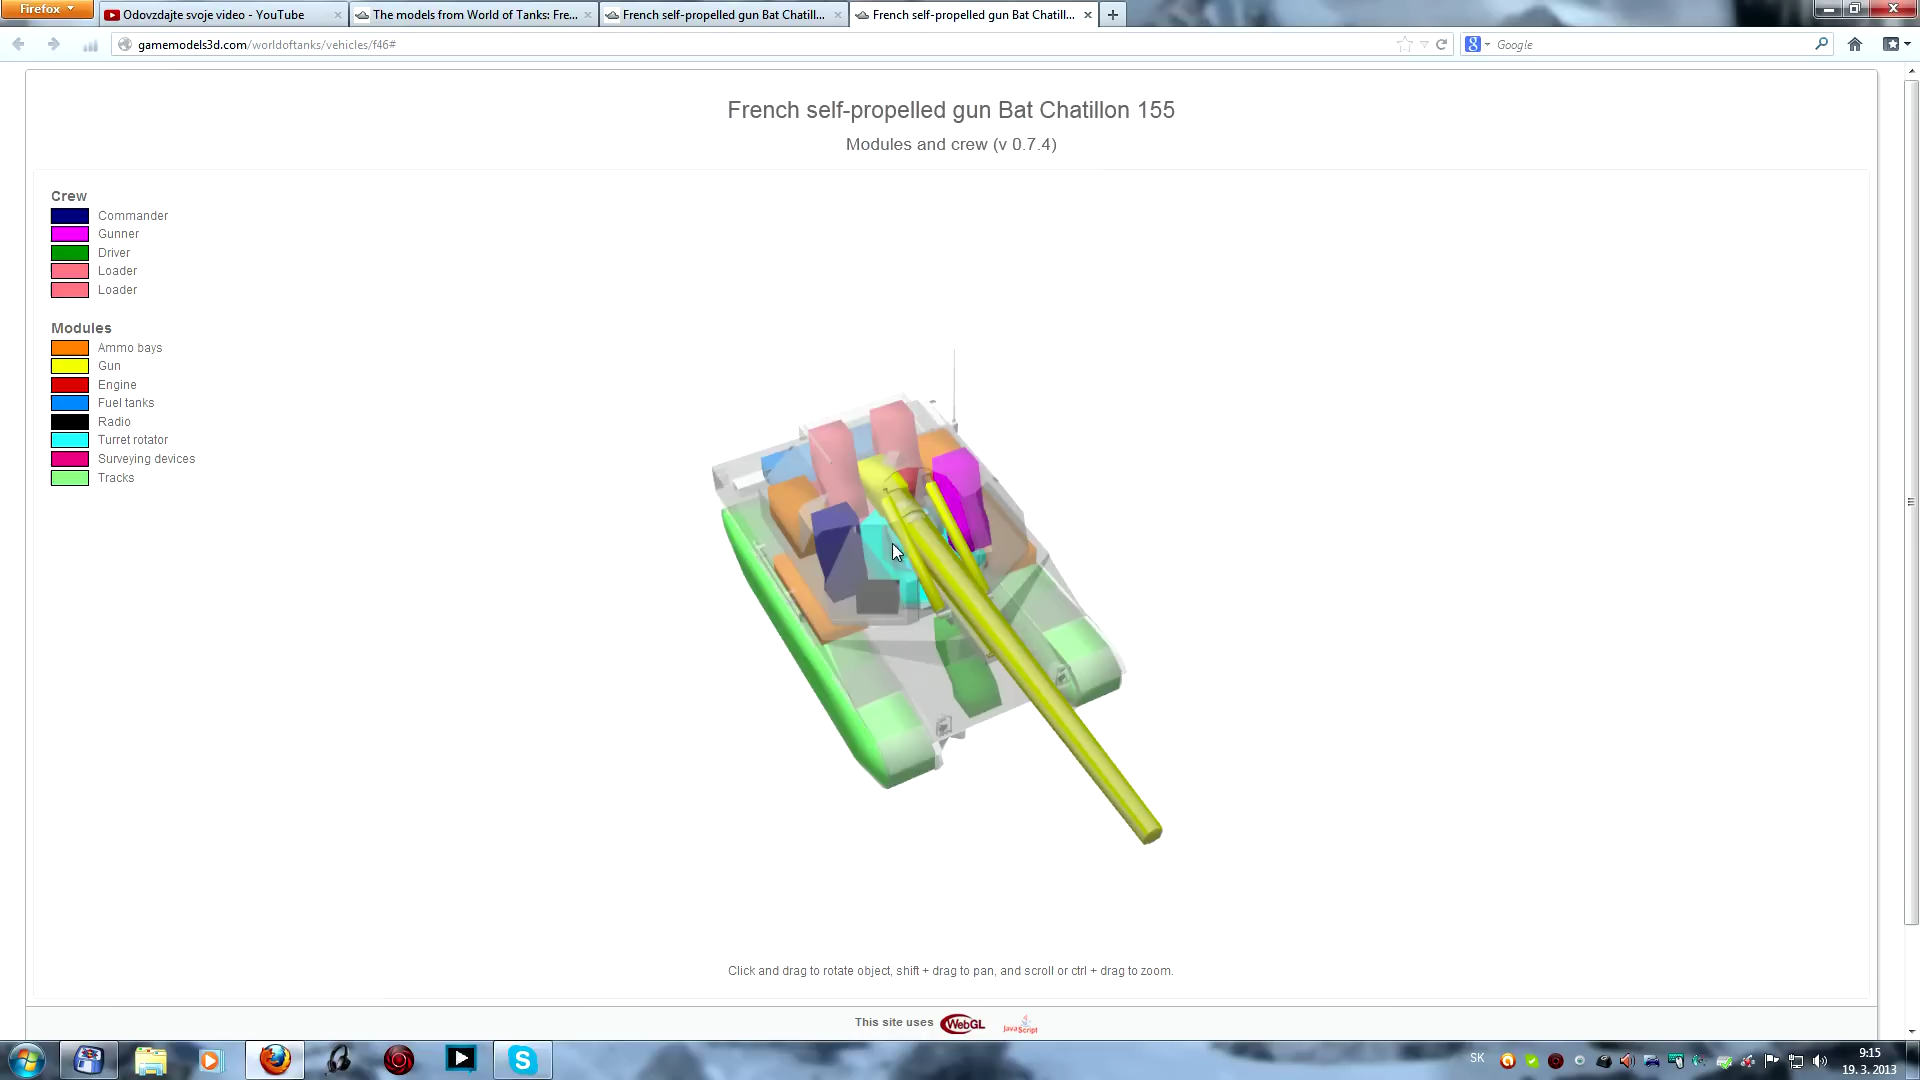 Firefox
Odovzdajte svoje video - YouTube
The models from World of Tanks: Fre...
French self-propelled gun Bat Chatill...
French self-propelled gun Bat Chatill...
gamemodels3d.com/worldoftanks/vehicles/f46#
Google
French self-propelled gun Bat Chatillon 155
Modules and crew (v 0.7.4)
Crew
Commander
Gunner
Driver
Loader
Loader
Modules
Ammo bays
Gun
Engine
Fuel tanks
Radio
Turret rotator
Surveying devices
Tracks
Click and drag to rotate object, shift + drag to pan, and scroll or ctrl + drag to zoom.
This site uses WebGL JavaScript
SK
9:15
19. 3. 2013